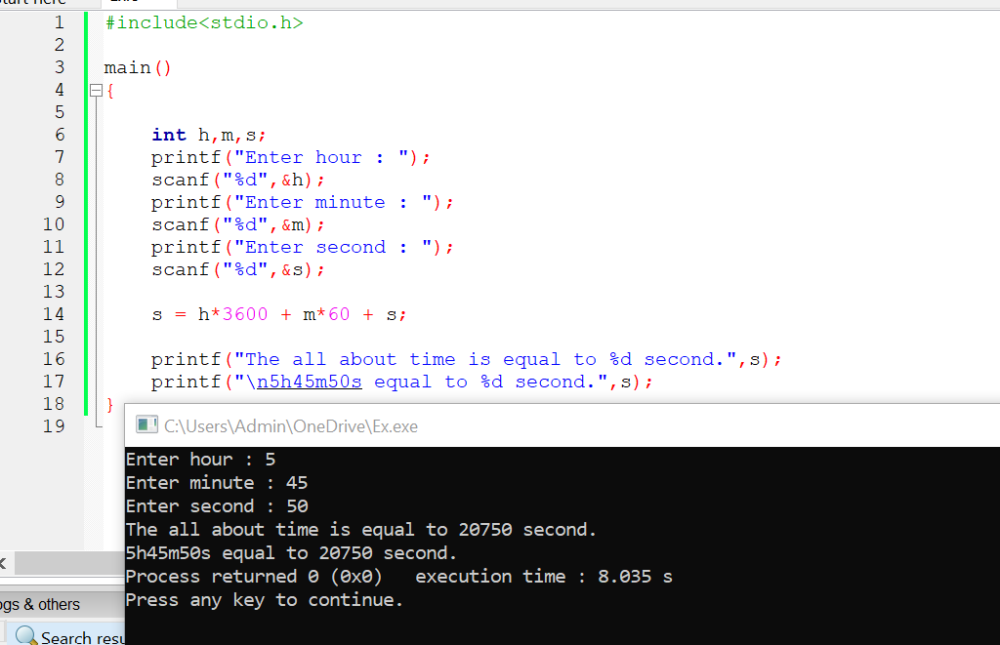 start here
1 #include<stdio.h>
2
3 main()
4 {
5
6 int h,m,s;
7 printf("Enter hour : ");
8 scanf("%d",&h);
9 printf("Enter minute : ");
10 scanf("%d",&m);
11 printf("Enter second : ");
12 scanf("%d",&s);
13
14 s = h*3600 + m*60 + s;
15
16 printf("The all about time is equal to %d second.",s);
17 printf("\n5h45m50s equal to %d second.",s);
18 }
19
C:\Users\Admin\OneDrive\Ex.exe
Enter hour : 5
Enter minute : 45
Enter second : 50
The all about time is equal to 20750 second.
5h45m50s equal to 20750 second.
Process returned 0 (0x0) execution time : 8.035 s
Press any key to continue.
ogs & others
Search resu